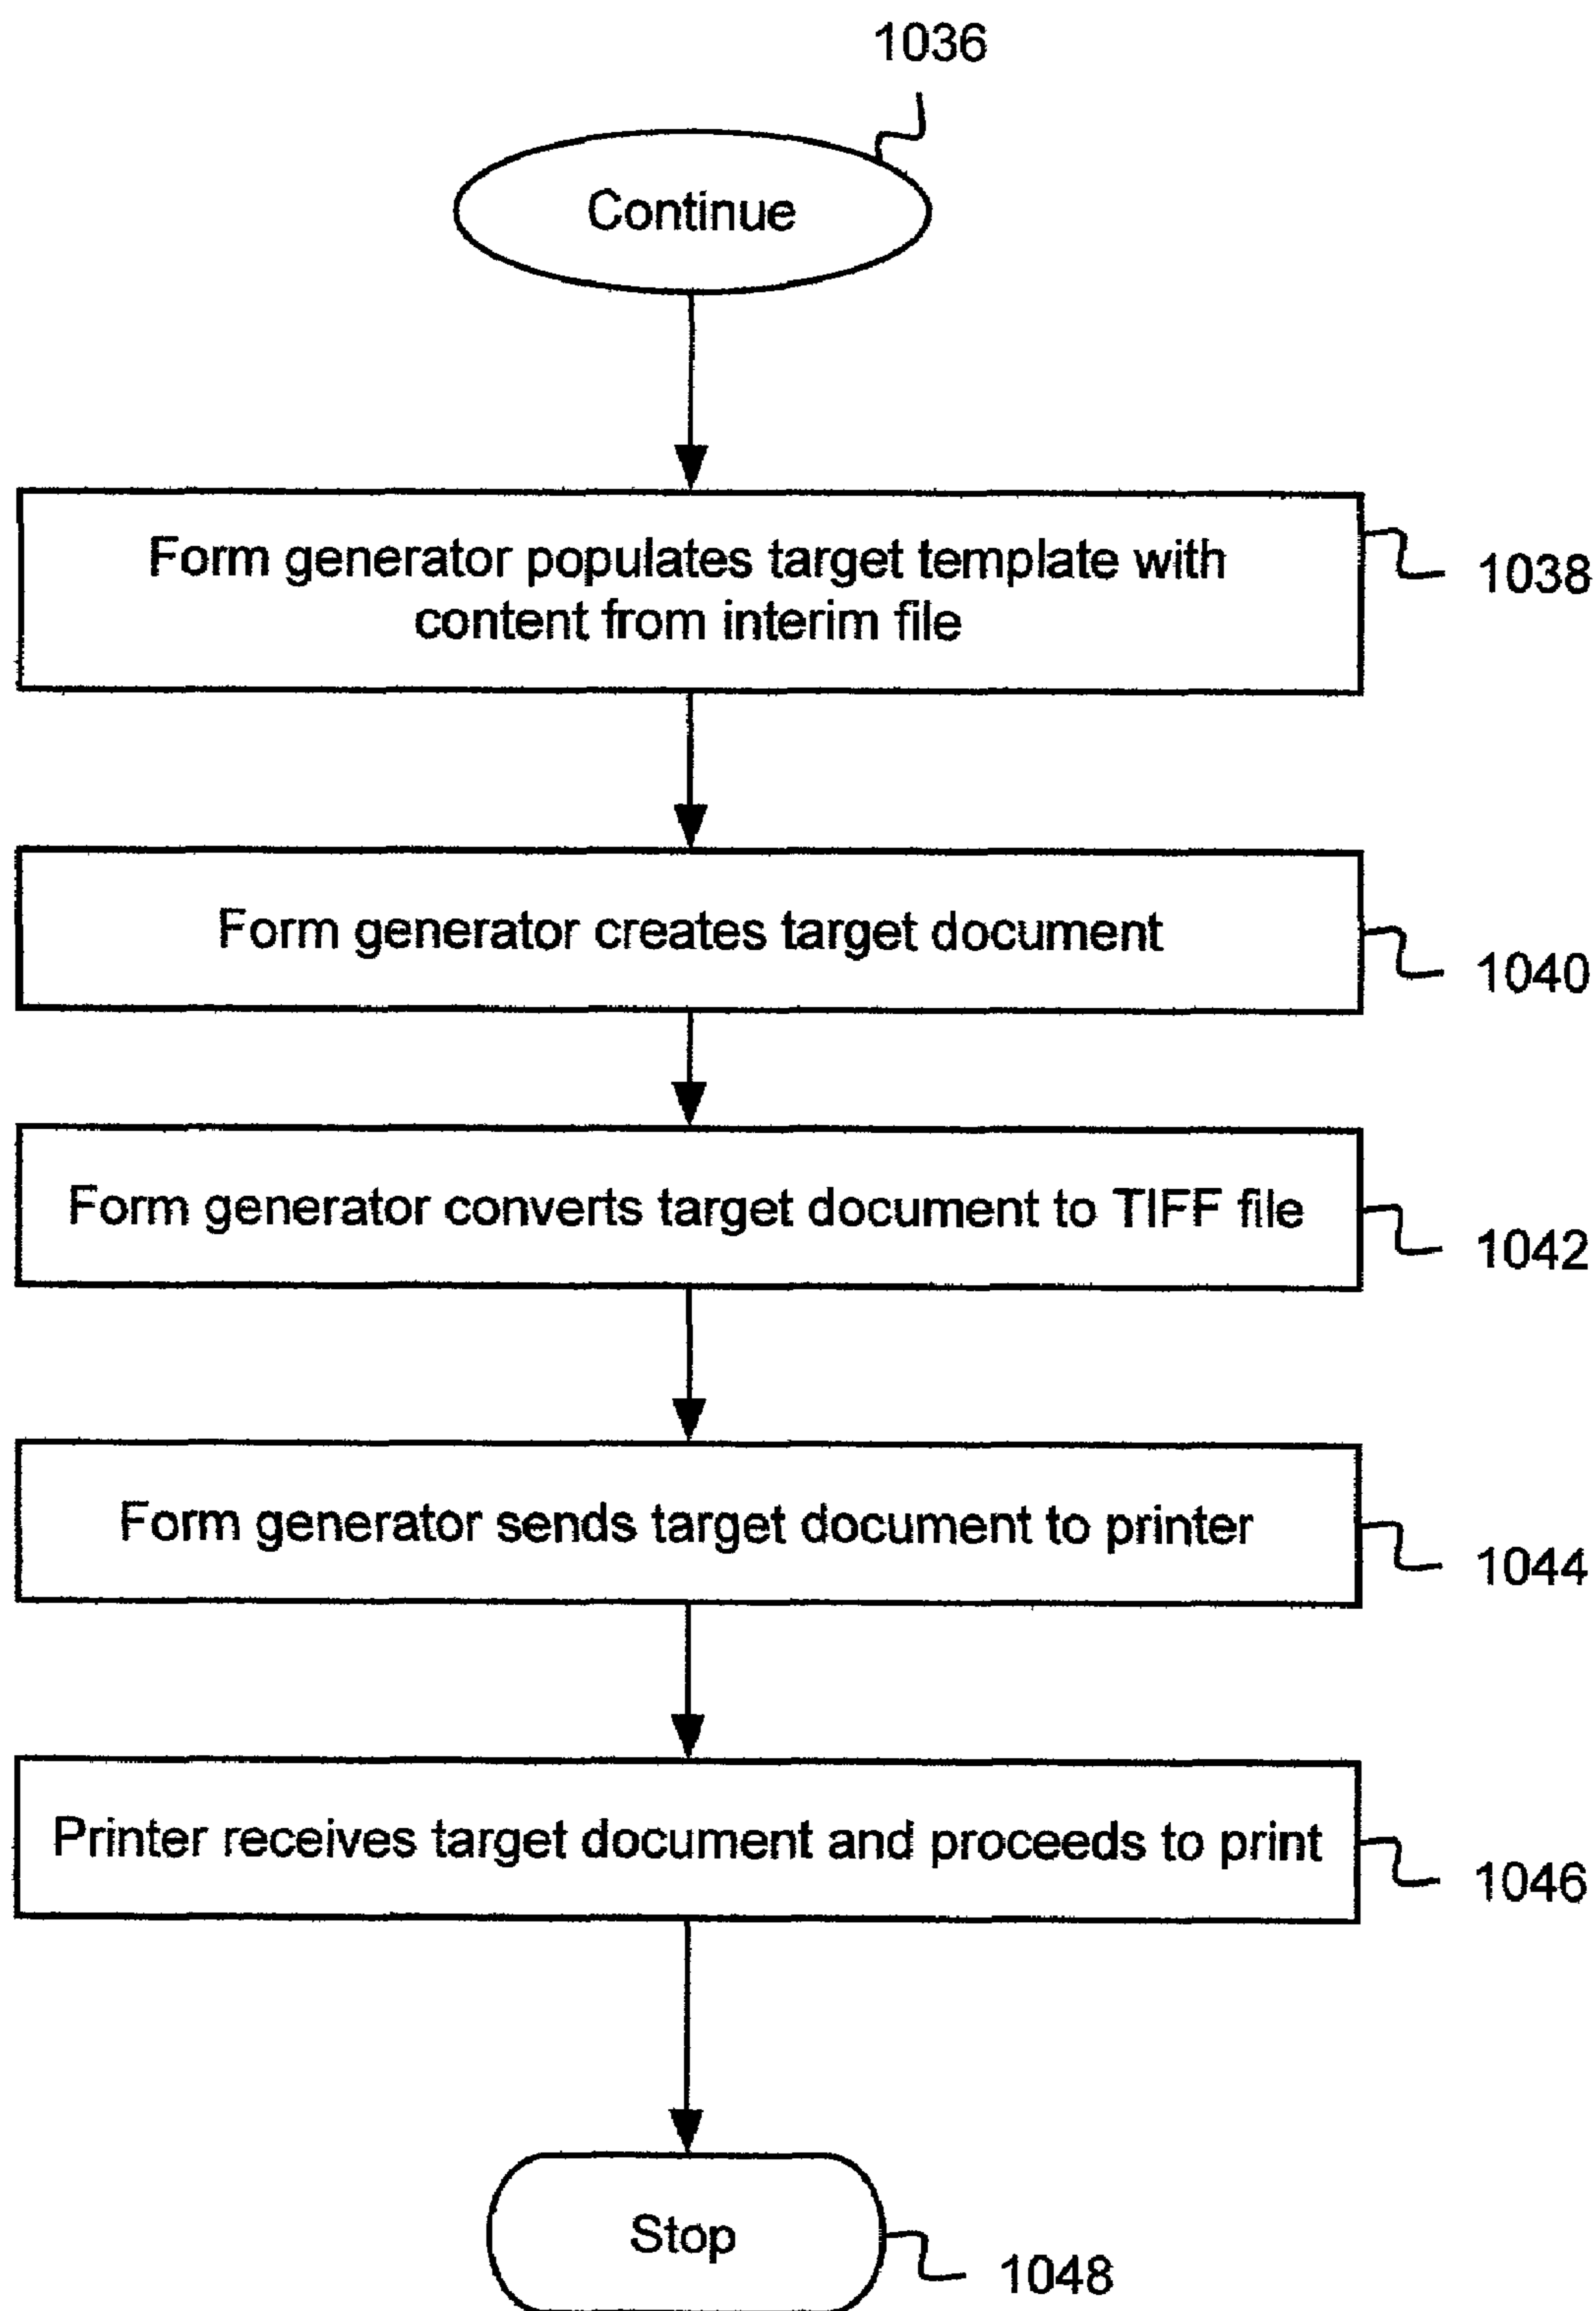 1036
Continue
Form generator populates target template with
content from interim file
1038
Form generator creates target document
1040
Form generator converts target document to TIFF file
1042
Form generator sends target document to printer
1044
Printer receives target document and proceeds to print
1046
Stop
1048